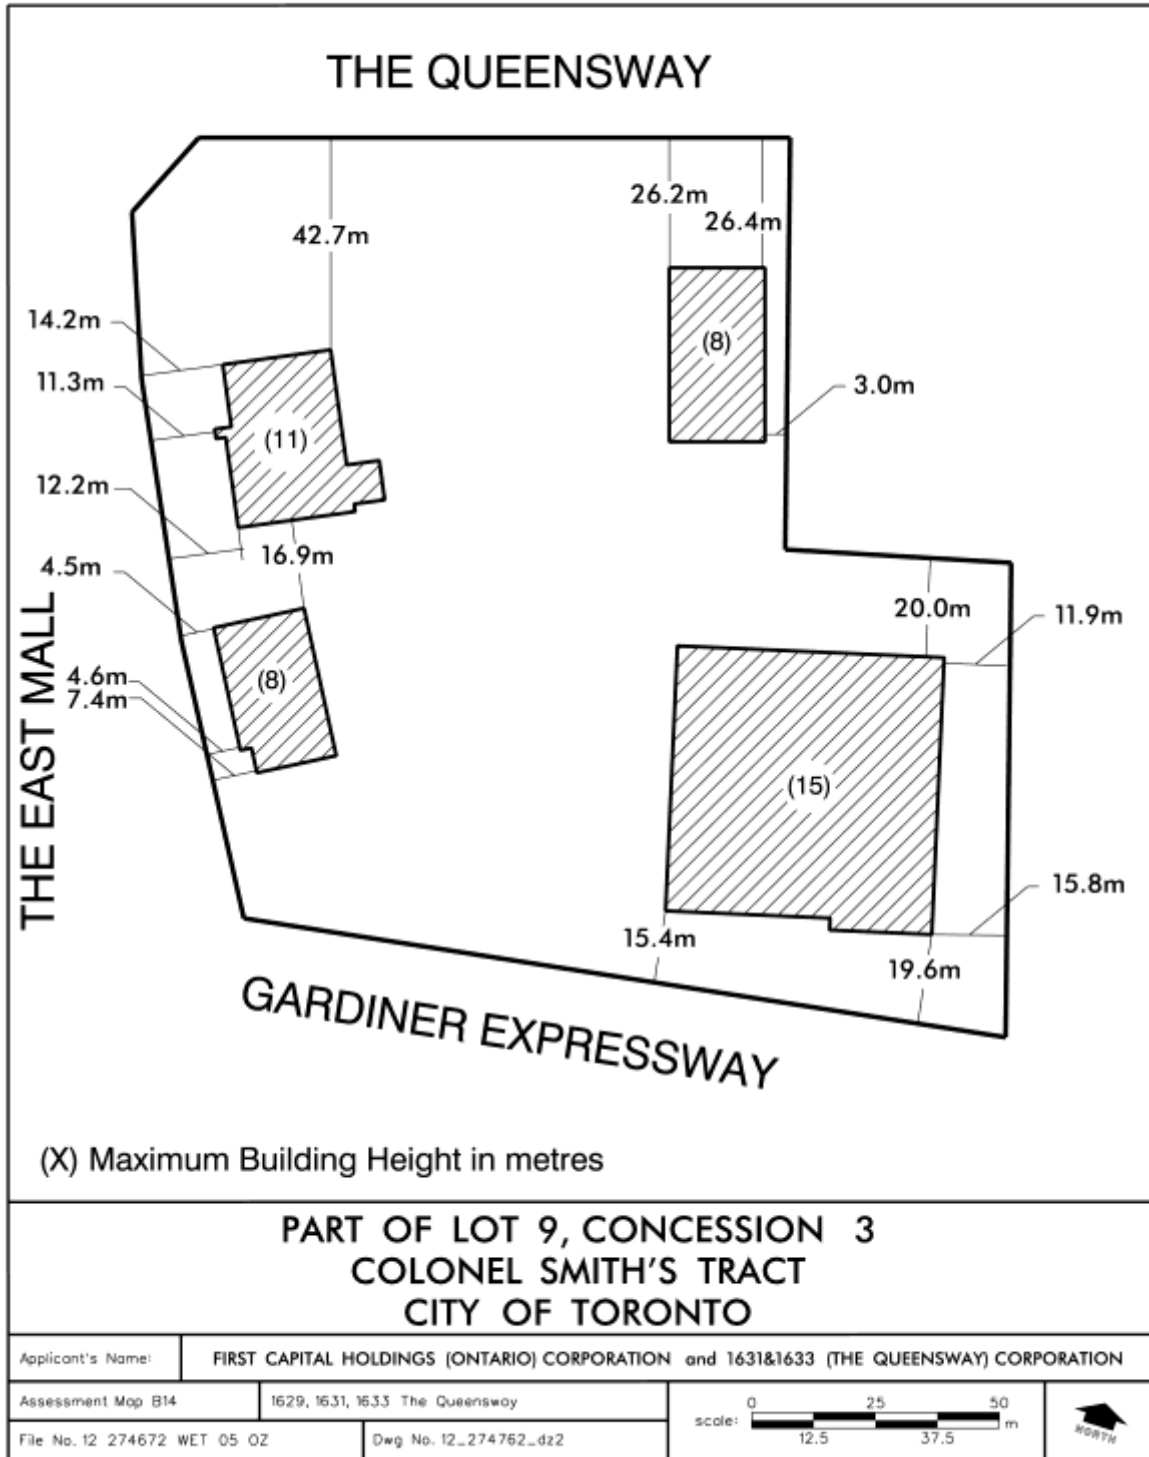 THE QUEENSWAY
26.2m
26.4m
42.7m
14.2m
11.3m
(8)
3.0m
(11)
12.2m
16.9m
4.5m
20.0m
11.9m
4.6m
(8)
7.4m
THE EAST MALL
(15)
15.8m
15.4m
19.6m
GARDINER EXPRESSWAY
(X) Maximum Building Height in metres
PART OF LOT 9, CONCESSION 3
COLONEL SMITH'S TRACT
CITY OF TORONTO
Applicant's Name: FIRST CAPITAL HOLDINGS (ONTARIO) CORPORATION and 1631&1633 (THE QUEENSWAY) CORPORATION
Assessment Map B14
1629, 1631, 1633 The Queensway
File No. 12 274672 WET 05 OZ
Dwg No. 12_274762_dz2
scale: 0 25 50 m
12.5 37.5
NORTH